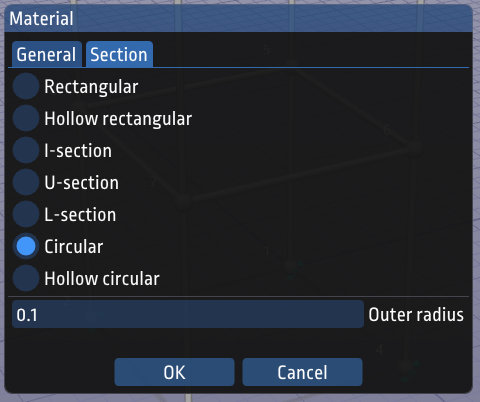 Material
General Section
Rectangular
Hollow rectangular
I-section
U-section
L-section
Circular
Hollow circular
0.1 Outer radius
OK Cancel